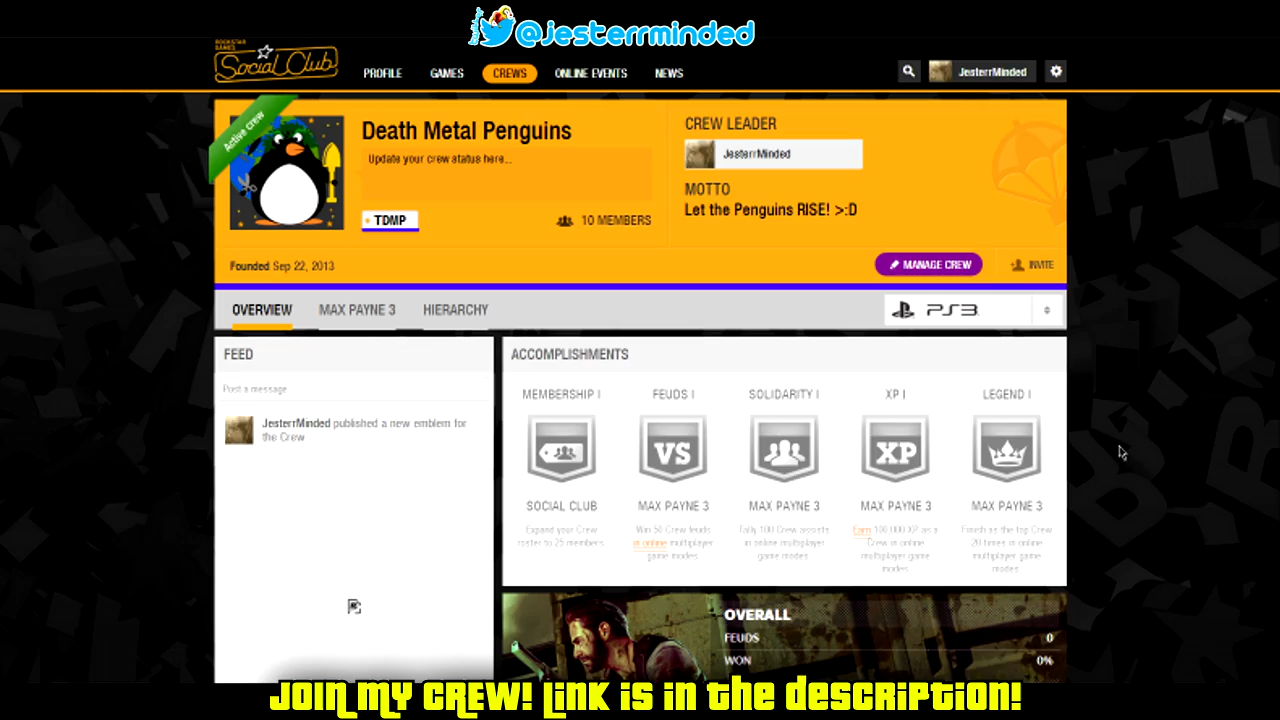 @jesterrminded
ROCKSTAR GAMES
Social Club
PROFILE GAMES CREWS ONLINE EVENTS NEWS
JesterrMinded
Active crew
Death Metal Penguins
Update your crew status here...
TDMP
10 MEMBERS
CREW LEADER
JesterrMinded
MOTTO
Let the Penguins RISE! >:D
Founded Sep 22, 2013
MANAGE CREW
INVITE
OVERVIEW MAX PAYNE 3 HIERARCHY
PS3
FEED
Post a message
JesterrMinded published a new emblem for
the Crew
ACCOMPLISHMENTS
MEMBERSHIP I
SOCIAL CLUB
Expand your Crew
roster to 25 members.
FEUDS I
VS
MAX PAYNE 3
Win 50 Crew feuds
in online multiplayer
game modes.
SOLIDARITY I
MAX PAYNE 3
Tally 100 Crew assists
in online multiplayer
game modes.
XP I
XP
MAX PAYNE 3
Earn 100,000 XP as a
Crew in online
multiplayer game
modes.
LEGEND I
MAX PAYNE 3
Finish as the top Crew
20 times in online
multiplayer game
modes.
OVERALL
FEUDS 0
WON 0%
JOIN MY CREW! Link is in the description!